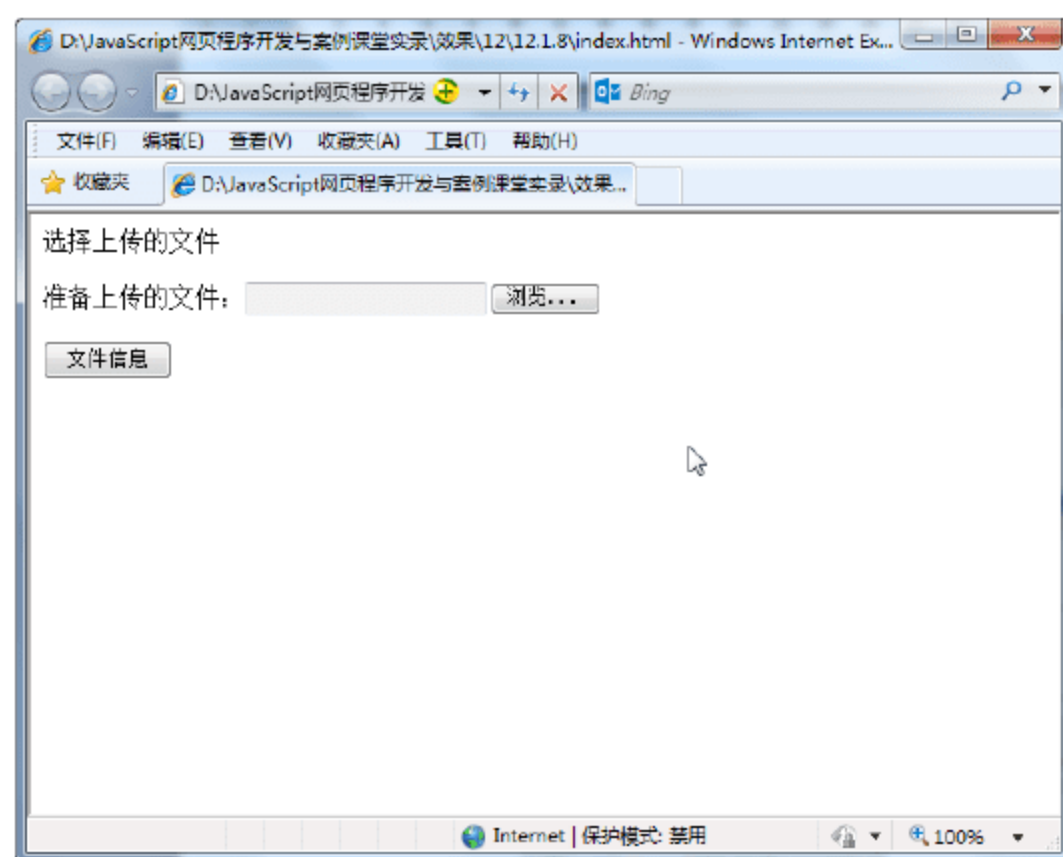 D:\JavaScript网页程序开发与案例课堂实录\效果\12\12.1.8\index.html - Windows Internet Ex...
D:\JavaScript网页程序开发
Bing
文件(F) 编辑(E) 查看(V) 收藏夹(A) 工具(T) 帮助(H)
收藏夹 D:\JavaScript网页程序开发与案例课堂实录\效果...
选择上传的文件
准备上传的文件： 浏览...
文件信息
Internet | 保护模式: 禁用 100%